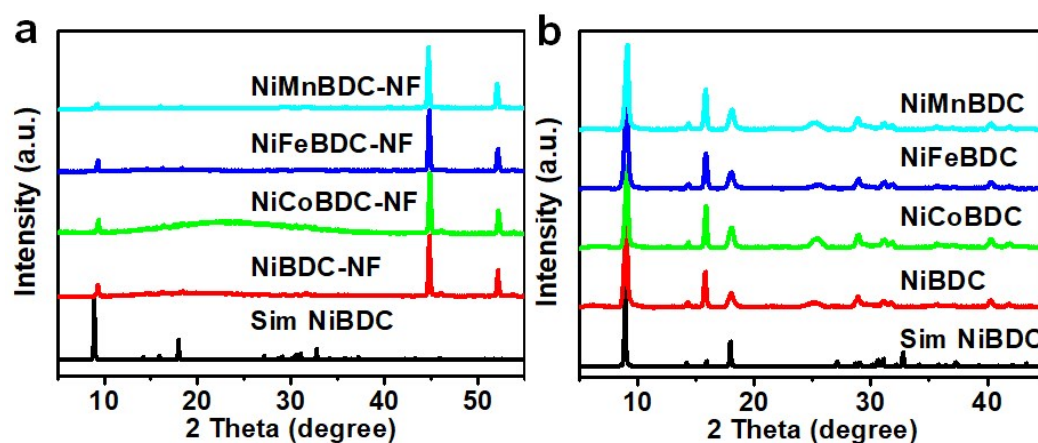 a
NiMnBDC-NF
NiFeBDC-NF
NiCoBDC-NF
NiBDC-NF
Sim NiBDC
Intensity (a.u.)
10 20 30 40 50
2 Theta (degree)
b
NiMnBDC
NiFeBDC
NiCoBDC
NiBDC
Sim NiBDC
Intensity (a.u.)
10 20 30 40
2 Theta (degree)